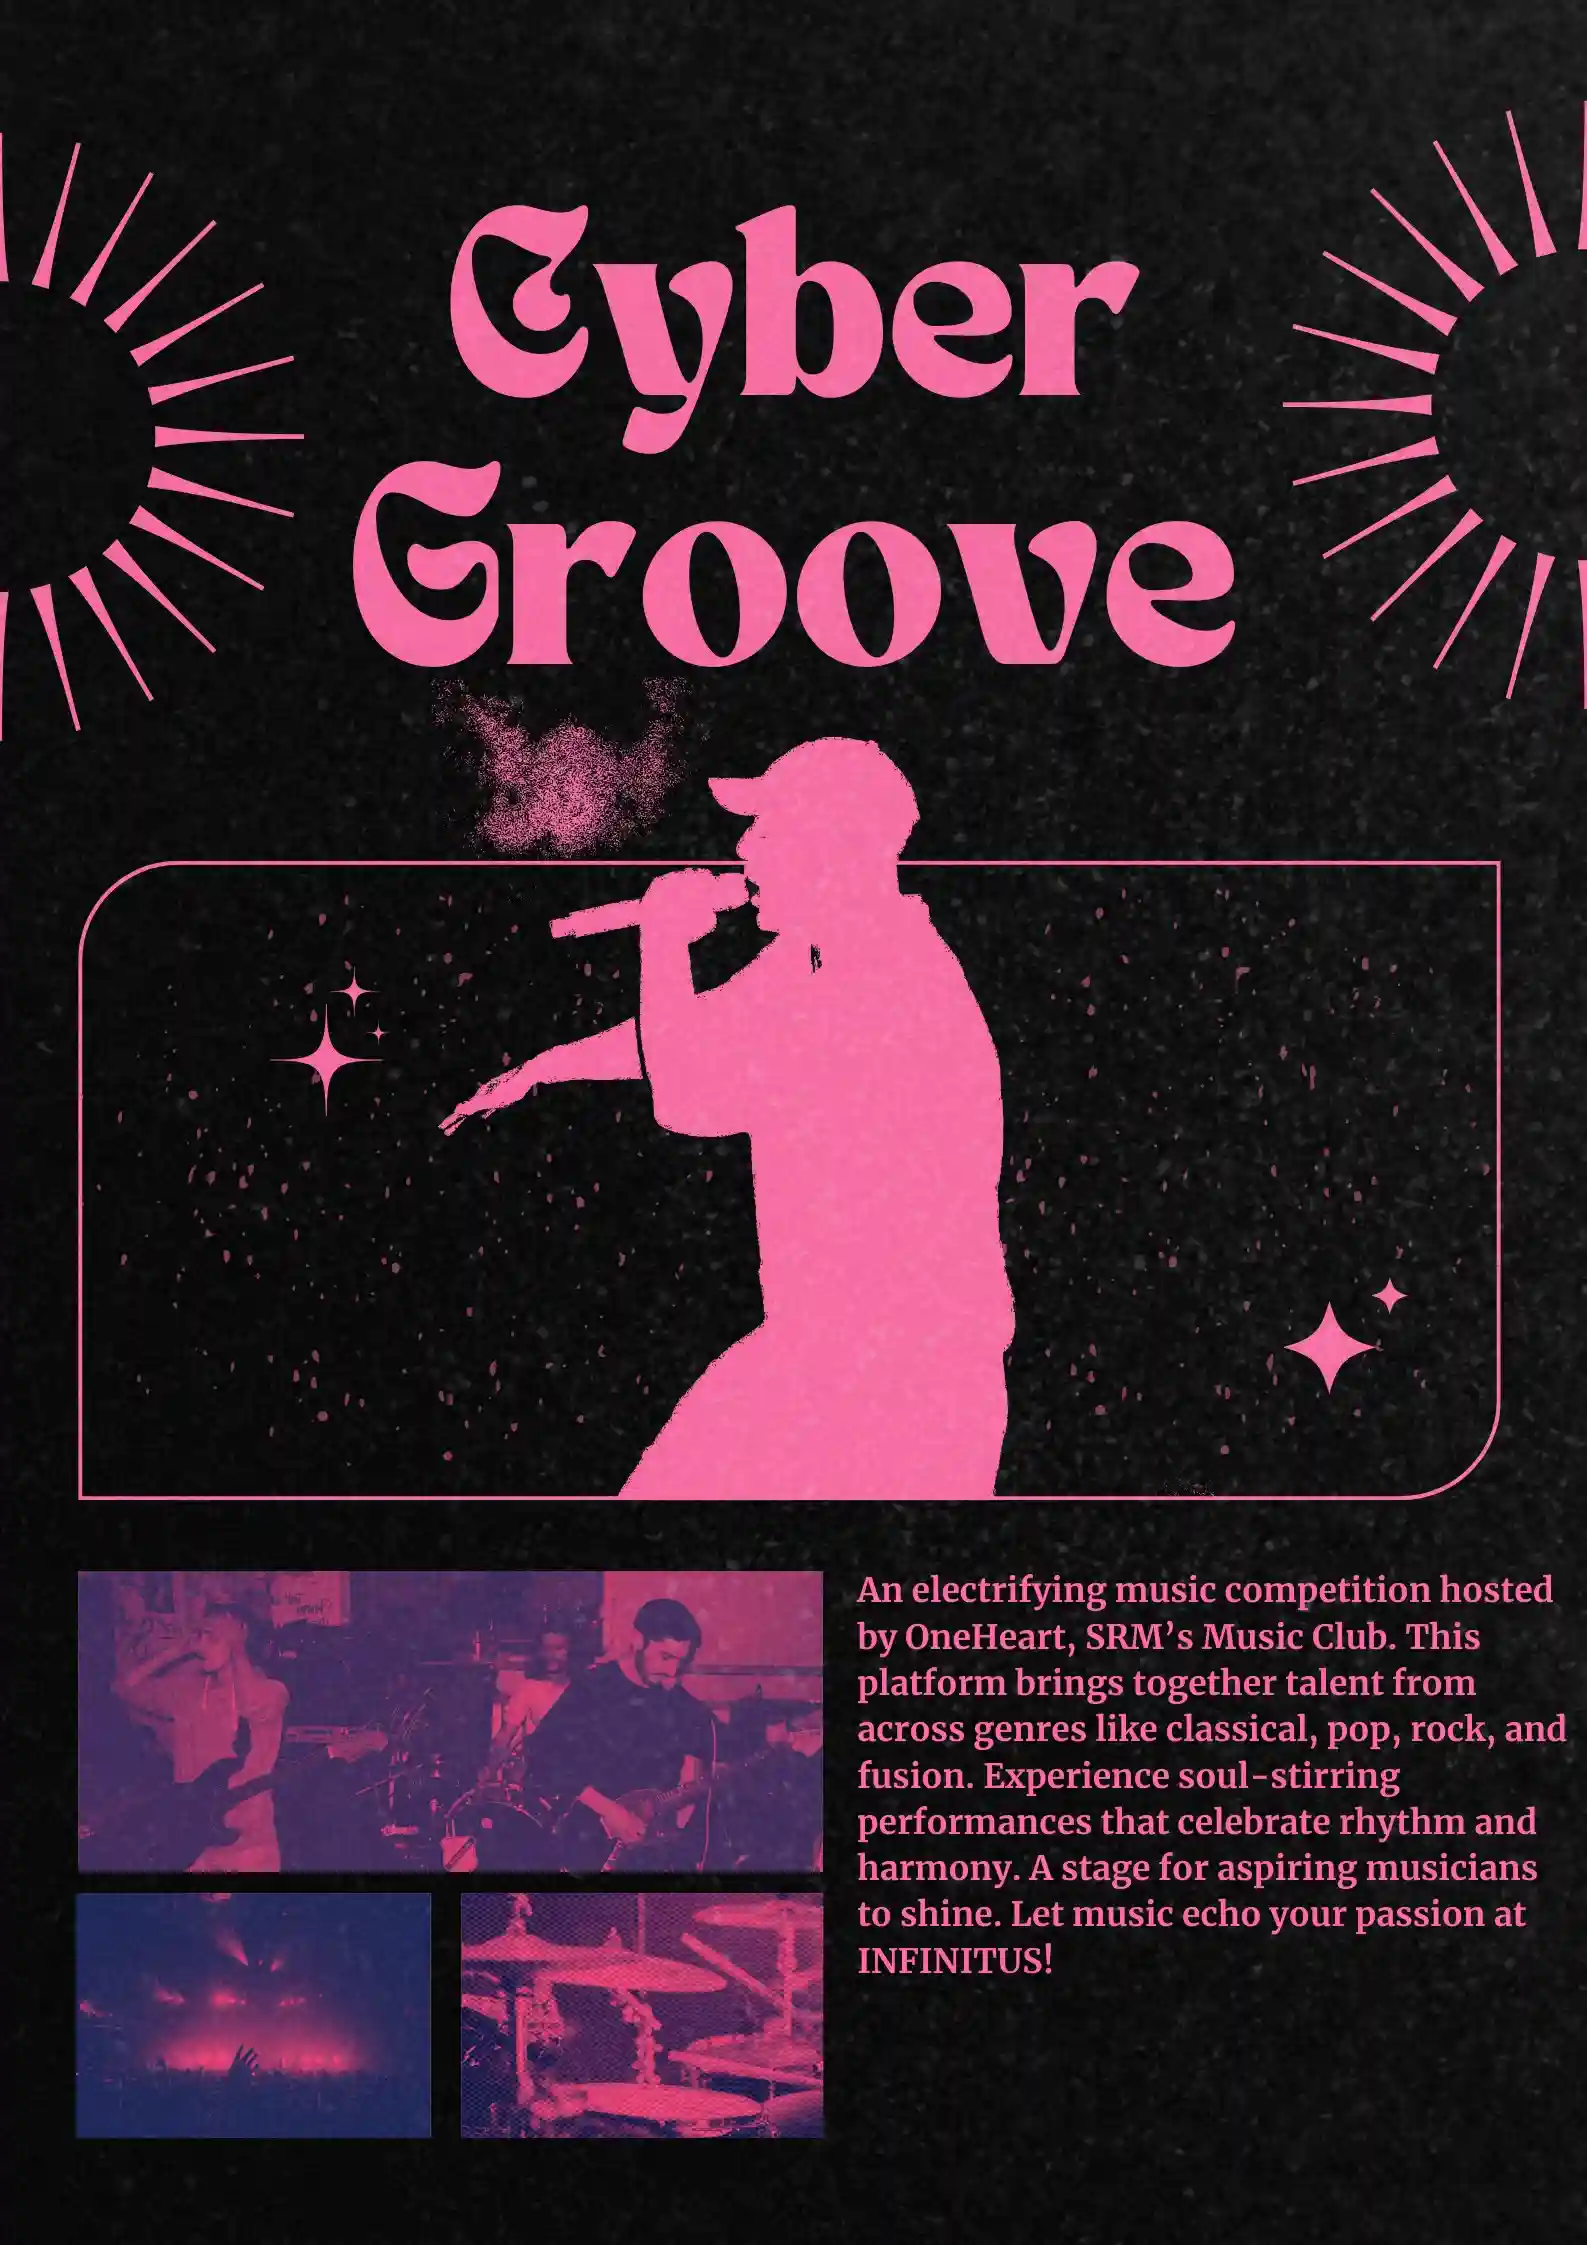 Cyber
Groove
An electrifying music competition hosted
by OneHeart, SRM’s Music Club. This
platform brings together talent from
across genres like classical, pop, rock, and
fusion. Experience soul-stirring
performances that celebrate rhythm and
harmony. A stage for aspiring musicians
to shine. Let music echo your passion at
INFINITUS!